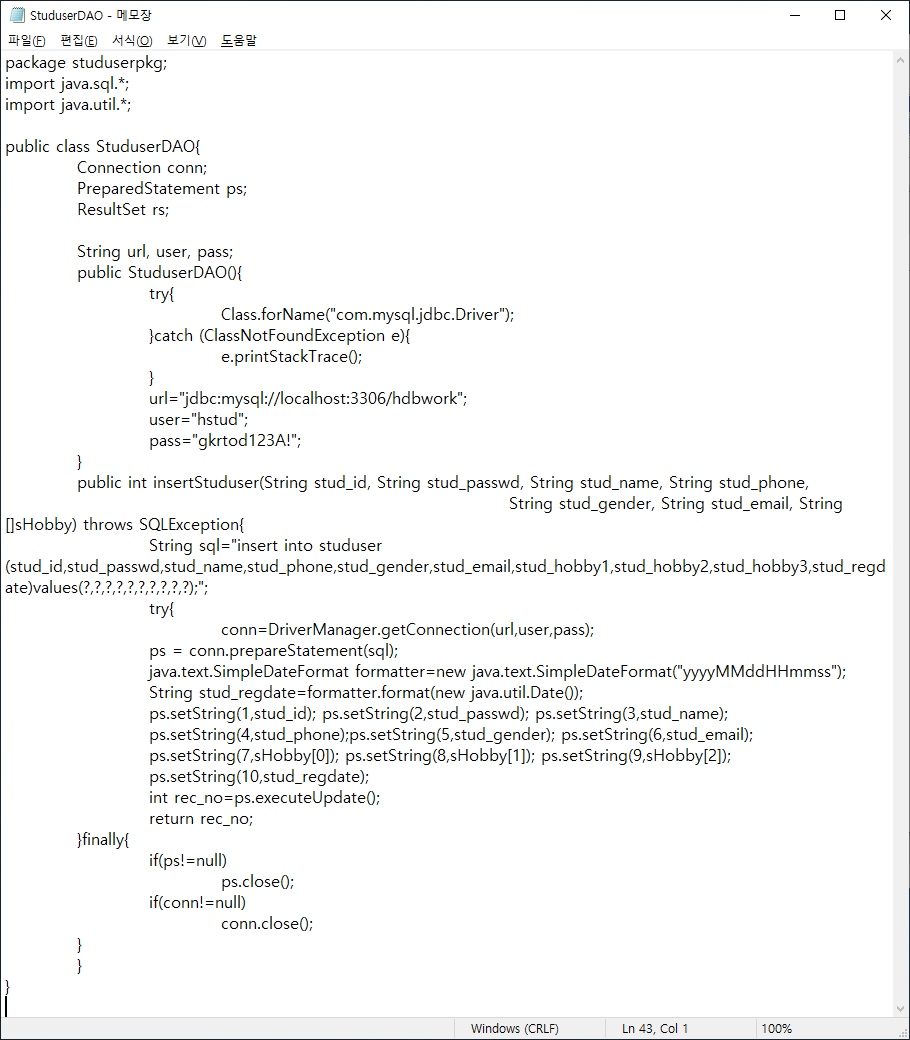 StuduserDAO - 메모장
파일(F) 편집(E) 서식(O) 보기(V) 도움말
package studuserpkg;
import java.sql.*;
import java.util.*;
public class StuduserDAO{
Connection conn;
PreparedStatement ps;
ResultSet rs;
String url, user, pass;
public StuduserDAO(){
try{
Class.forName("com.mysql.jdbc.Driver");
}catch (ClassNotFoundException e){
e.printStackTrace();
}
url="jdbc:mysql://localhost:3306/hdbwork";
user="hstud";
pass="gkrtod123A!";
}
public int insertStuduser(String stud_id, String stud_passwd, String stud_name, String stud_phone,
String stud_gender, String stud_email, String
[]sHobby) throws SQLException{
String sql="insert into studuser
(stud_id,stud_passwd,stud_name,stud_phone,stud_gender,stud_email,stud_hobby1,stud_hobby2,stud_hobby3,stud_regd
ate)values(?,?,?,?,?,?,?,?,?,?);";
try{
conn=DriverManager.getConnection(url,user,pass);
ps = conn.prepareStatement(sql);
java.text.SimpleDateFormat formatter=new java.text.SimpleDateFormat("yyyyMMddHHmmss");
String stud_regdate=formatter.format(new java.util.Date());
ps.setString(1,stud_id); ps.setString(2,stud_passwd); ps.setString(3,stud_name);
ps.setString(4,stud_phone);ps.setString(5,stud_gender); ps.setString(6,stud_email);
ps.setString(7,sHobby[0]); ps.setString(8,sHobby[1]); ps.setString(9,sHobby[2]);
ps.setString(10,stud_regdate);
int rec_no=ps.executeUpdate();
return rec_no;
}finally{
if(ps!=null)
ps.close();
if(conn!=null)
conn.close();
}
}
}
Windows (CRLF) Ln 43, Col 1 100%